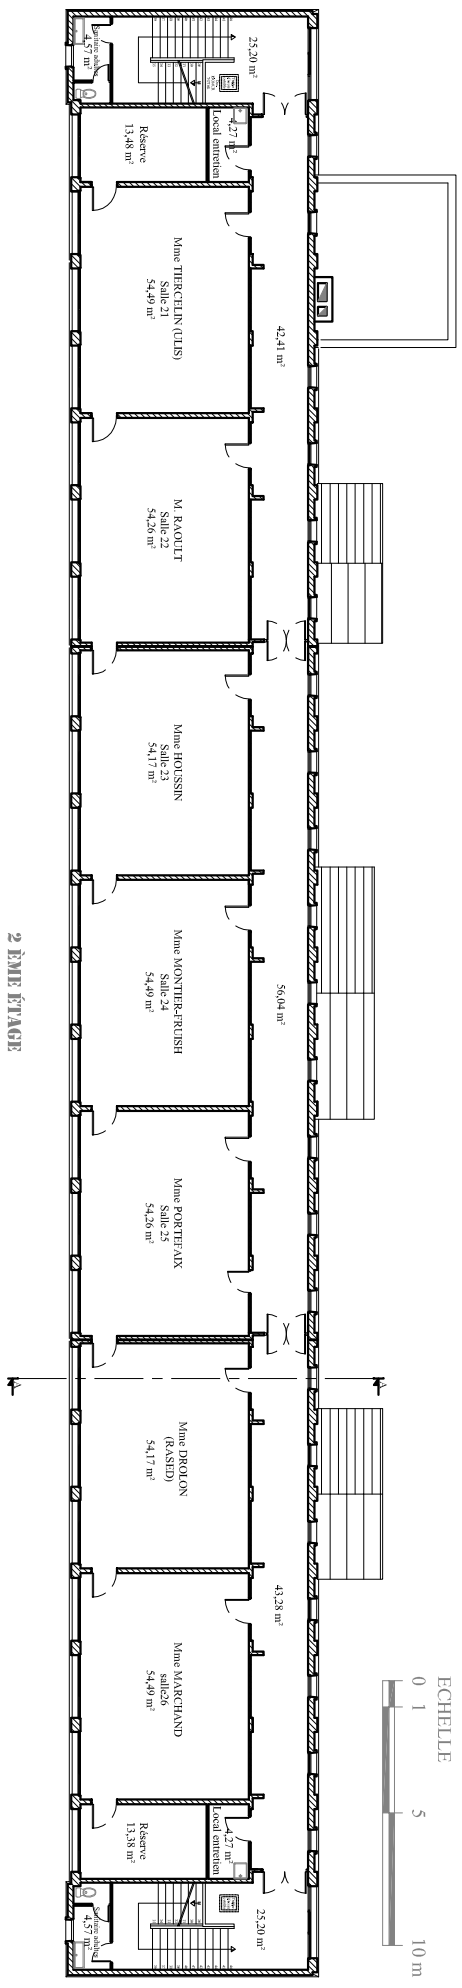 Sanitaire adultes
4,57 m²
25,20 m²
4,27 m²
Local entretien
Réserve
13,48 m²
Mme TIERCELIN (ULIS)
Salle 21
54,49 m²
42,41 m²
M. RAOULT
Salle 22
54,26 m²
Mme HOUSSIN
Salle 23
54,17 m²
Mme MONTIER-FRUISH
Salle 24
54,49 m²
56,04 m²
Mme PORTEFAIX
Salle 25
54,26 m²
Mme DROLON
(RASED)
54,17 m²
43,28 m²
Mme MARCHAND
salle26
54,49 m²
Réserve
13,38 m²
Local entretien
4,27 m²
25,20 m²
Sanitaire adultes
4,57 m²
A
A
2 ÈME ÉTAGE
ECHELLE
0 1 5 10 m